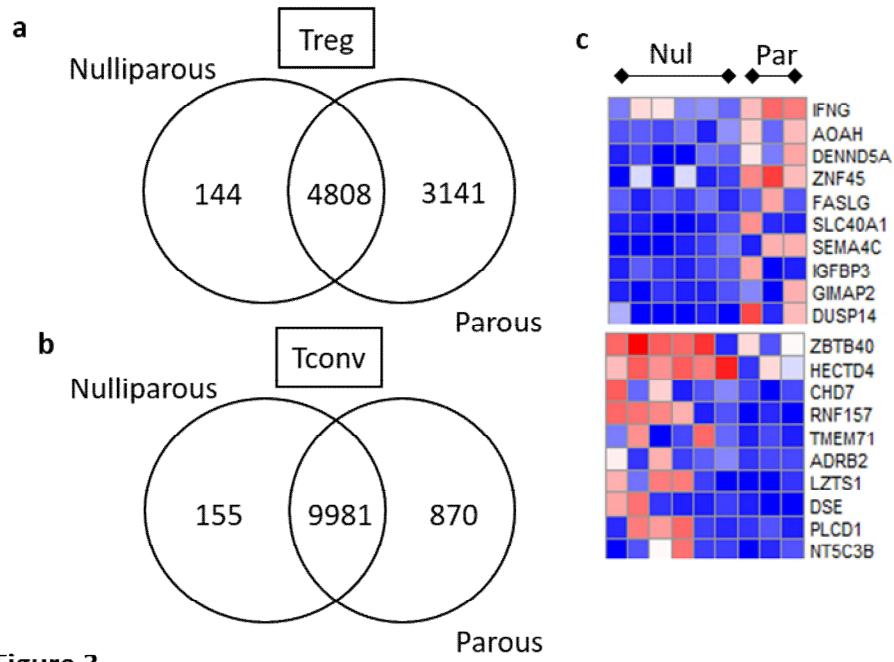 a
Treg
Nulliparous
144 4808 3141
Parous
b
Tconv
Nulliparous
155 9981 870
Parous
c
Nul Par
IFNG
AOAH
DENND5A
ZNF45
FASLG
SLC40A1
SEMA4C
IGFBP3
GIMAP2
DUSP14
ZBTB40
HECTD4
CHD7
RNF157
TMEM71
ADRB2
LZTS1
DSE
PLCD1
NT5C3B